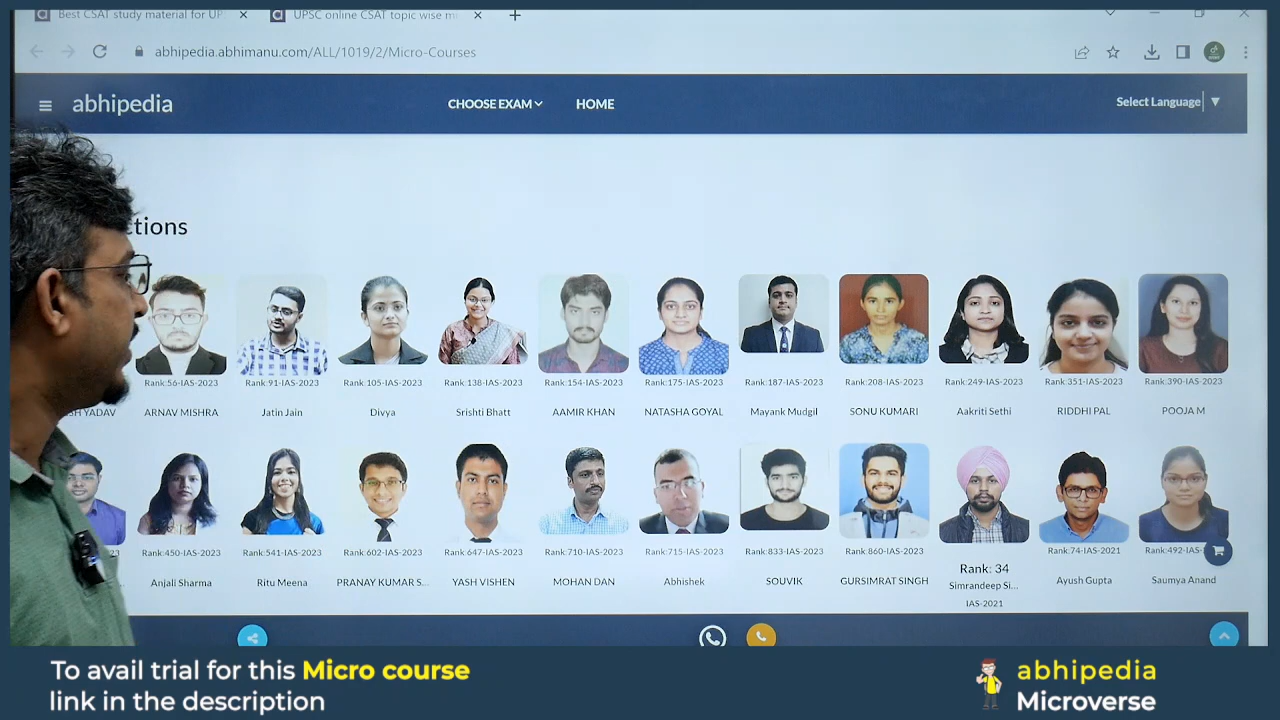 Best CSAT study material for UP
UPSC online CSAT topic wise m
abhipedia.abhimanu.com/ALL/1019/2/Micro-Courses
abhipedia
CHOOSE EXAM
HOME
Select Language
ctions
Rank:56-IAS-2023
Rank:91-IAS-2023
Rank:105-IAS-2023
Rank:138-IAS-2023
Rank:154-IAS-2023
Rank:175-IAS-2023
Rank:187-IAS-2023
Rank:208-IAS-2023
Rank:249-IAS-2023
Rank:351-IAS-2023
Rank:390-IAS-2023
SH YADAV
ARNAV MISHRA
Jatin Jain
Divya
Srishti Bhatt
AAMIR KHAN
NATASHA GOYAL
Mayank Mudgil
SONU KUMARI
Aakriti Sethi
RIDDHI PAL
POOJA M
23
Rank:450-IAS-2023
Rank:541-IAS-2023
Rank:602-IAS-2023
Rank:647-IAS-2023
Rank:710-IAS-2023
Rank:715-IAS-2023
Rank:833-IAS-2023
Rank:860-IAS-2023
Rank: 34
Rank:74-IAS-2021
Rank:492-IAS-
Anjali Sharma
Ritu Meena
PRANAY KUMAR S...
YASH VISHEN
MOHAN DAN
Abhishek
SOUVIK
GURSIMRAT SINGH
Simrandeep Si...
IAS-2021
Ayush Gupta
Saumya Anand
To avail trial for this Micro course
link in the description
abhipedia
Microverse